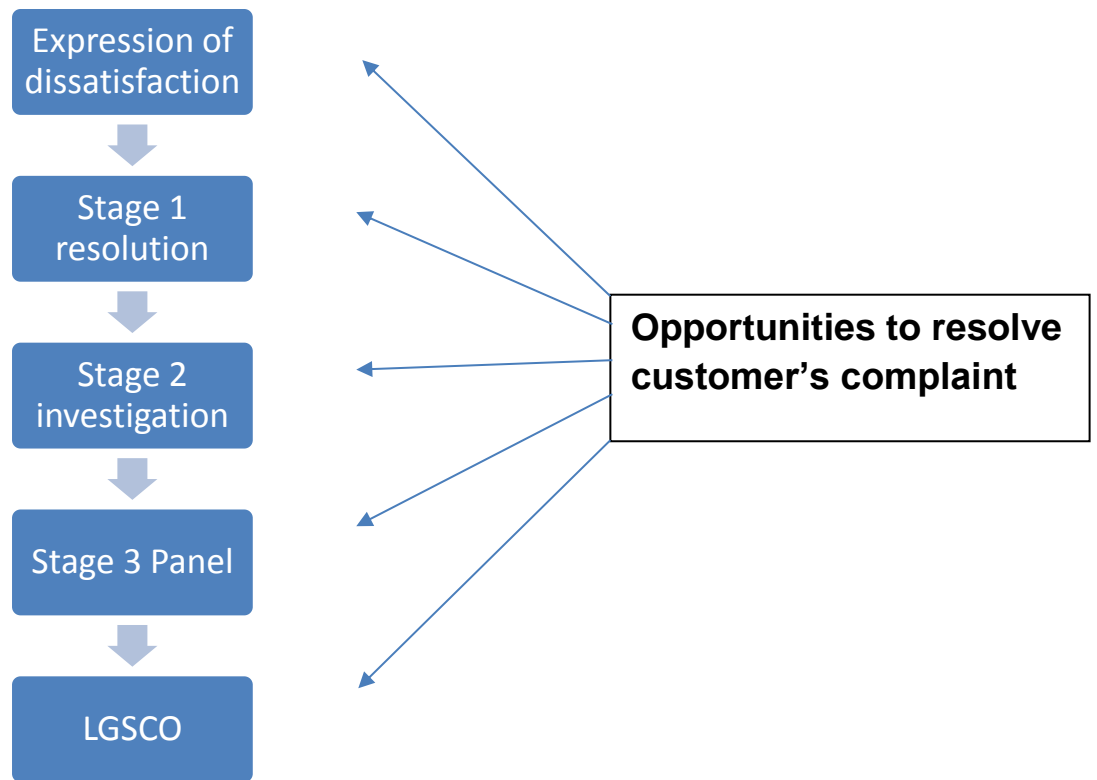 Expression of
dissatisfaction
Stage 1
resolution
Stage 2
investigation
Stage 3 Panel
LGSCO
Opportunities to resolve
customer’s complaint